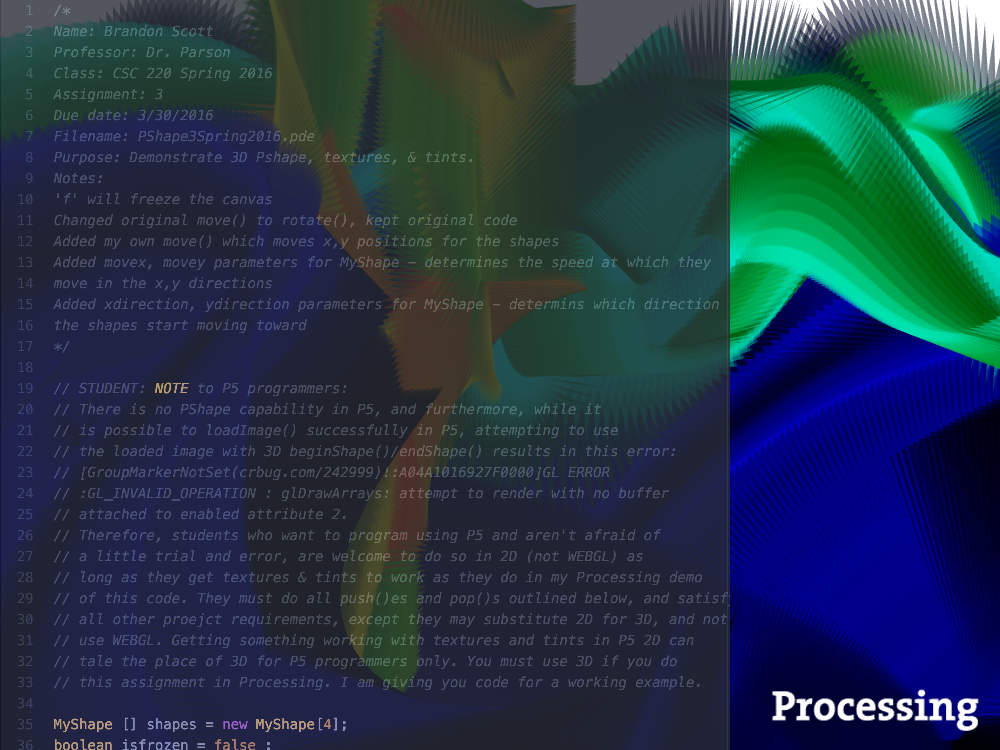 1 /*
2 Name: Brandon Scott
3 Professor: Dr. Parson
4 Class: CSC 220 Spring 2016
5 Assignment: 3
6 Due date: 3/30/2016
7 Filename: PShape3Spring2016.pde
8 Purpose: Demonstrate 3D Pshape, textures, & tints.
9 Notes:
10 'f' will freeze the canvas
11 Changed original move() to rotate(), kept original code
12 Added my own move() which moves x,y positions for the shapes
13 Added movex, movey parameters for MyShape – determines the speed at which they
14 move in the x,y directions
15 Added xdirection, ydirection parameters for MyShape – determins which direction
16 the shapes start moving toward
17 */
18
19 // STUDENT: NOTE to P5 programmers:
20 // There is no PShape capability in P5, and furthermore, while it
21 // is possible to loadImage() successfully in P5, attempting to use
22 // the loaded image with 3D beginShape()/endShape() results in this error:
23 // [GroupMarkerNotSet(crbug.com/242999)!:A04A1016927F0000]GL ERROR
24 // :GL_INVALID_OPERATION : glDrawArrays: attempt to render with no buffer
25 // attached to enabled attribute 2.
26 // Therefore, students who want to program using P5 and aren't afraid of
27 // a little trial and error, are welcome to do so in 2D (not WEBGL) as
28 // long as they get textures & tints to work as they do in my Processing demo
29 // of this code. They must do all push()es and pop()s outlined below, and satisf
30 // all other proejct requirements, except they may substitute 2D for 3D, and not
31 // use WEBGL. Getting something working with textures and tints in P5 2D can
32 // tale the place of 3D for P5 programmers only. You must use 3D if you do
33 // this assignment in Processing. I am giving you code for a working example.
34
35 MyShape [] shapes = new MyShape[4];
36 boolean isfrozen = false ;
Processing